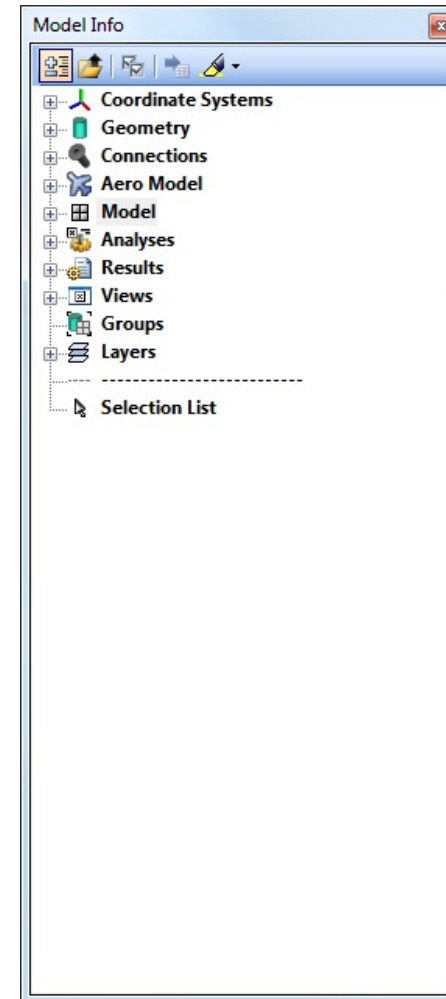 Model Info
Coordinate Systems
Geometry
Connections
Aero Model
Model
Analyses
Results
Views
Groups
Layers
Selection List